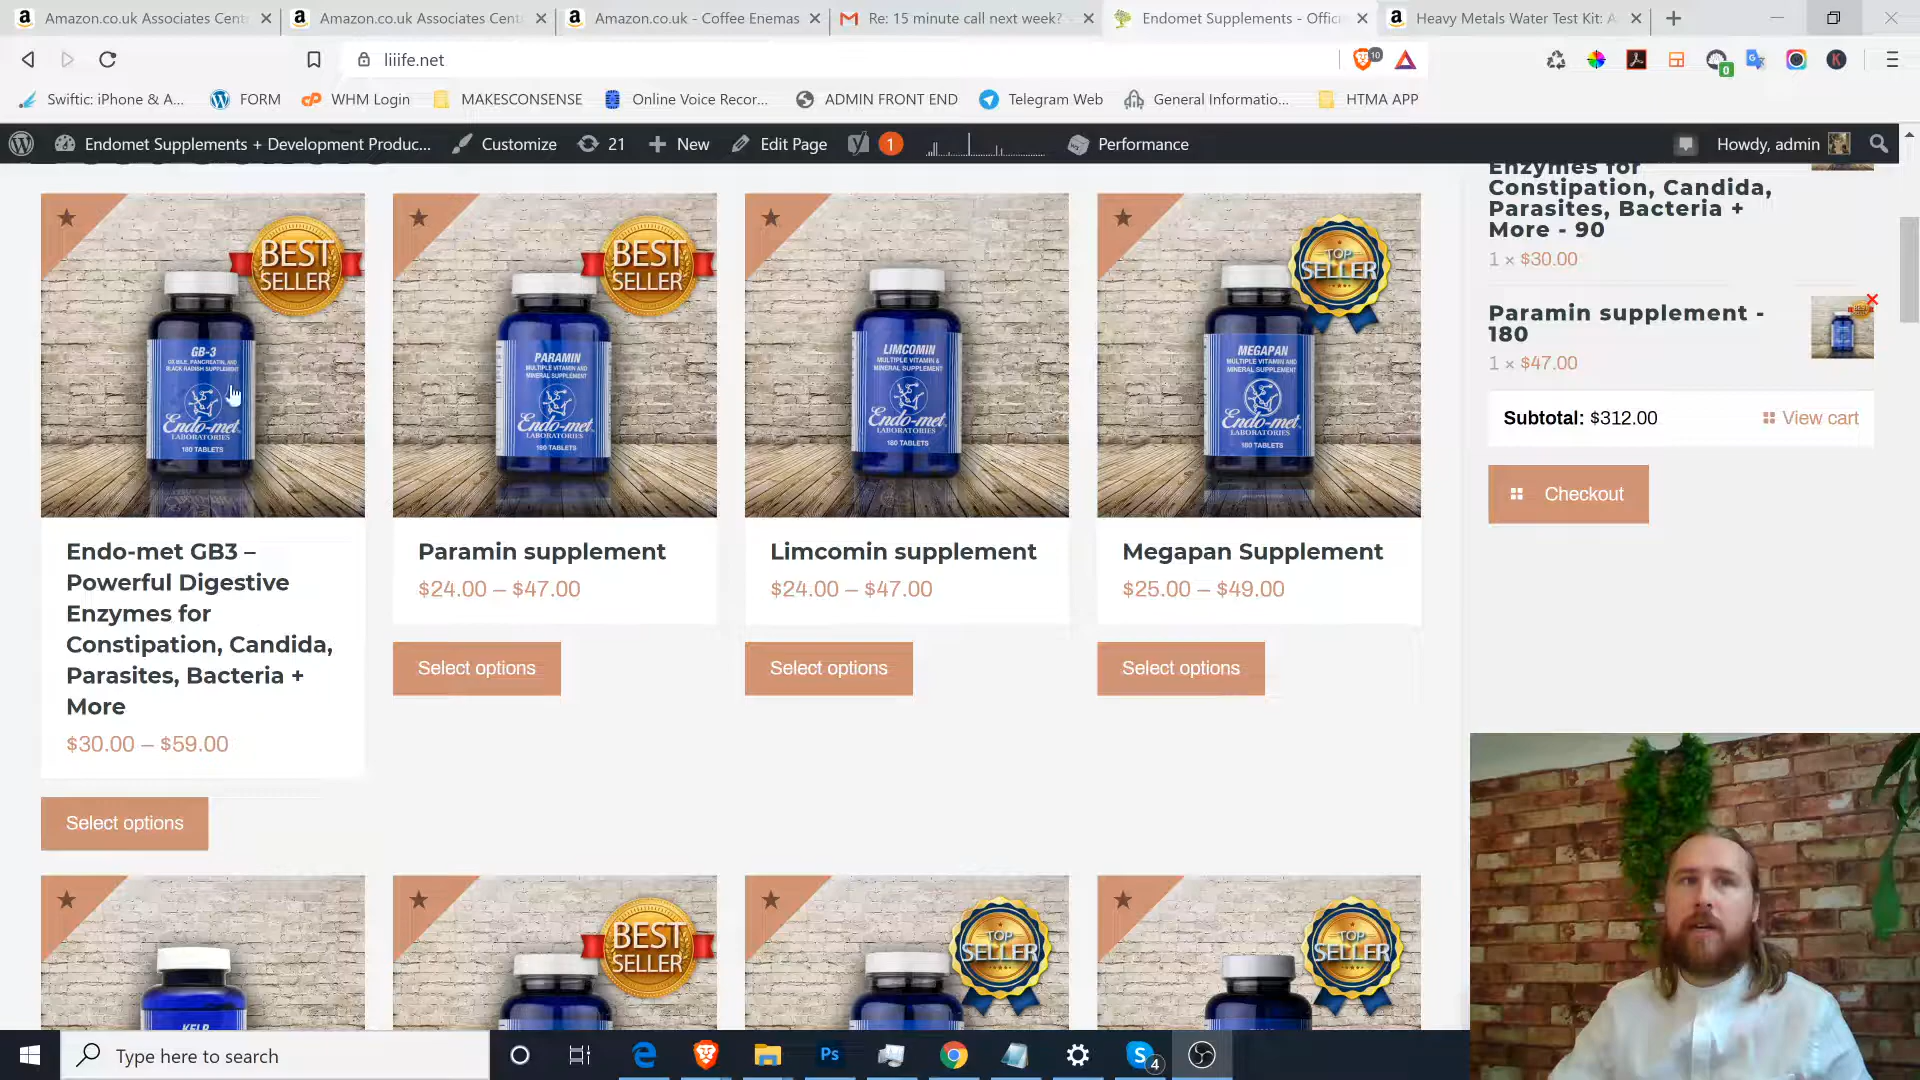 Amazon.co.uk Associates Cent
Amazon.co.uk Associates Cent
Amazon.co.uk - Coffee Enemas
Re: 15 minute call next week? -
Endomet Supplements - Offici
Heavy Metals Water Test Kit: A
liiife.net
10
0
K
Swiftic: iPhone & A...
FORM
WHM Login
MAKESCONSENSE
Online Voice Recor...
ADMIN FRONT END
Telegram Web
General Informatio...
HTMA APP
Endomet Supplements + Development Produc...
Customize
21
New
Edit Page
1
Performance
Howdy, admin
Enzymes for
Constipation, Candida,
Parasites, Bacteria +
More - 90
1 × $30.00
Paramin supplement -
180
1 × $47.00
Subtotal: $312.00
View cart
Checkout
BEST
SELLER
GB-3
OX BILE, PANCREATIN AND
BLACK RADISH SUPPLEMENT
Endo-met
LABORATORIES
180 TABLETS
BEST
SELLER
PARAMIN
MULTIPLE VITAMIN AND
MINERAL SUPPLEMENT
Endo-met
LABORATORIES
180 TABLETS
LIMCOMIN
MULTIPLE VITAMIN &
MINERAL SUPPLEMENT
Endo-met
LABORATORIES
180 TABLETS
TOP
SELLER
MEGAPAN
MULTIPLE VITAMIN AND
MINERAL SUPPLEMENT
Endo-met
LABORATORIES
180 TABLETS
Endo-met GB3 –
Powerful Digestive
Enzymes for
Constipation, Candida,
Parasites, Bacteria +
More
$30.00 – $59.00
Select options
Paramin supplement
$24.00 – $47.00
Select options
Limcomin supplement
$24.00 – $47.00
Select options
Megapan Supplement
$25.00 – $49.00
Select options
KELP
BEST
SELLER
TOP
SELLER
TOP
SELLER
Type here to search
Ps
4